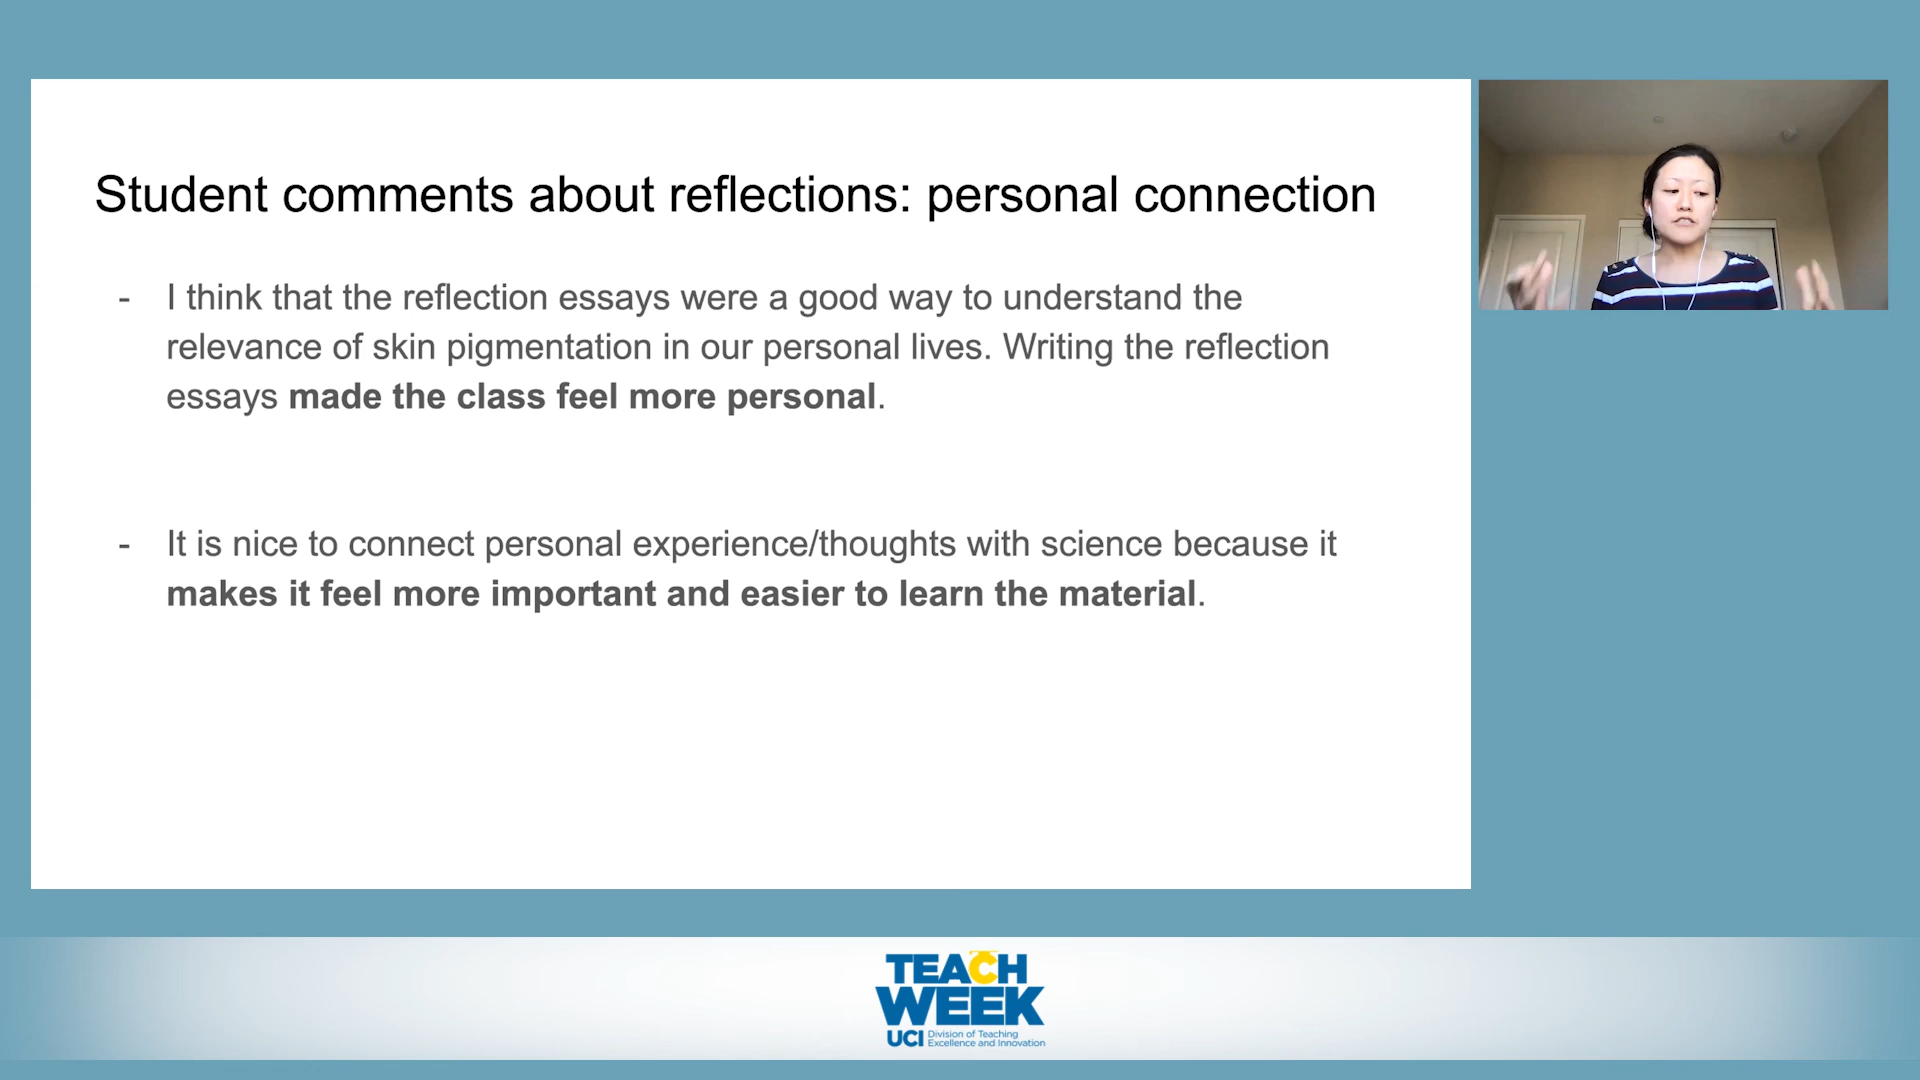 Student comments about reflections: personal connection
- I think that the reflection essays were a good way to understand the
relevance of skin pigmentation in our personal lives. Writing the reflection
essays made the class feel more personal.
- It is nice to connect personal experience/thoughts with science because it
makes it feel more important and easier to learn the material.
TEACH
WEEK
UCI Division of Teaching
Excellence and Innovation